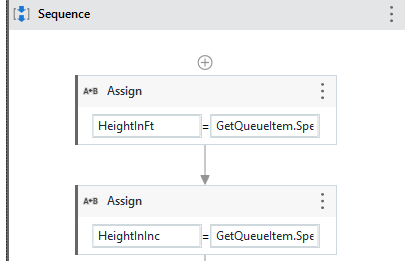 Sequence
A+B Assign
HeightInFt = GetQueueItem.Spe
A+B Assign
HeightInInc = GetQueueItem.Spe